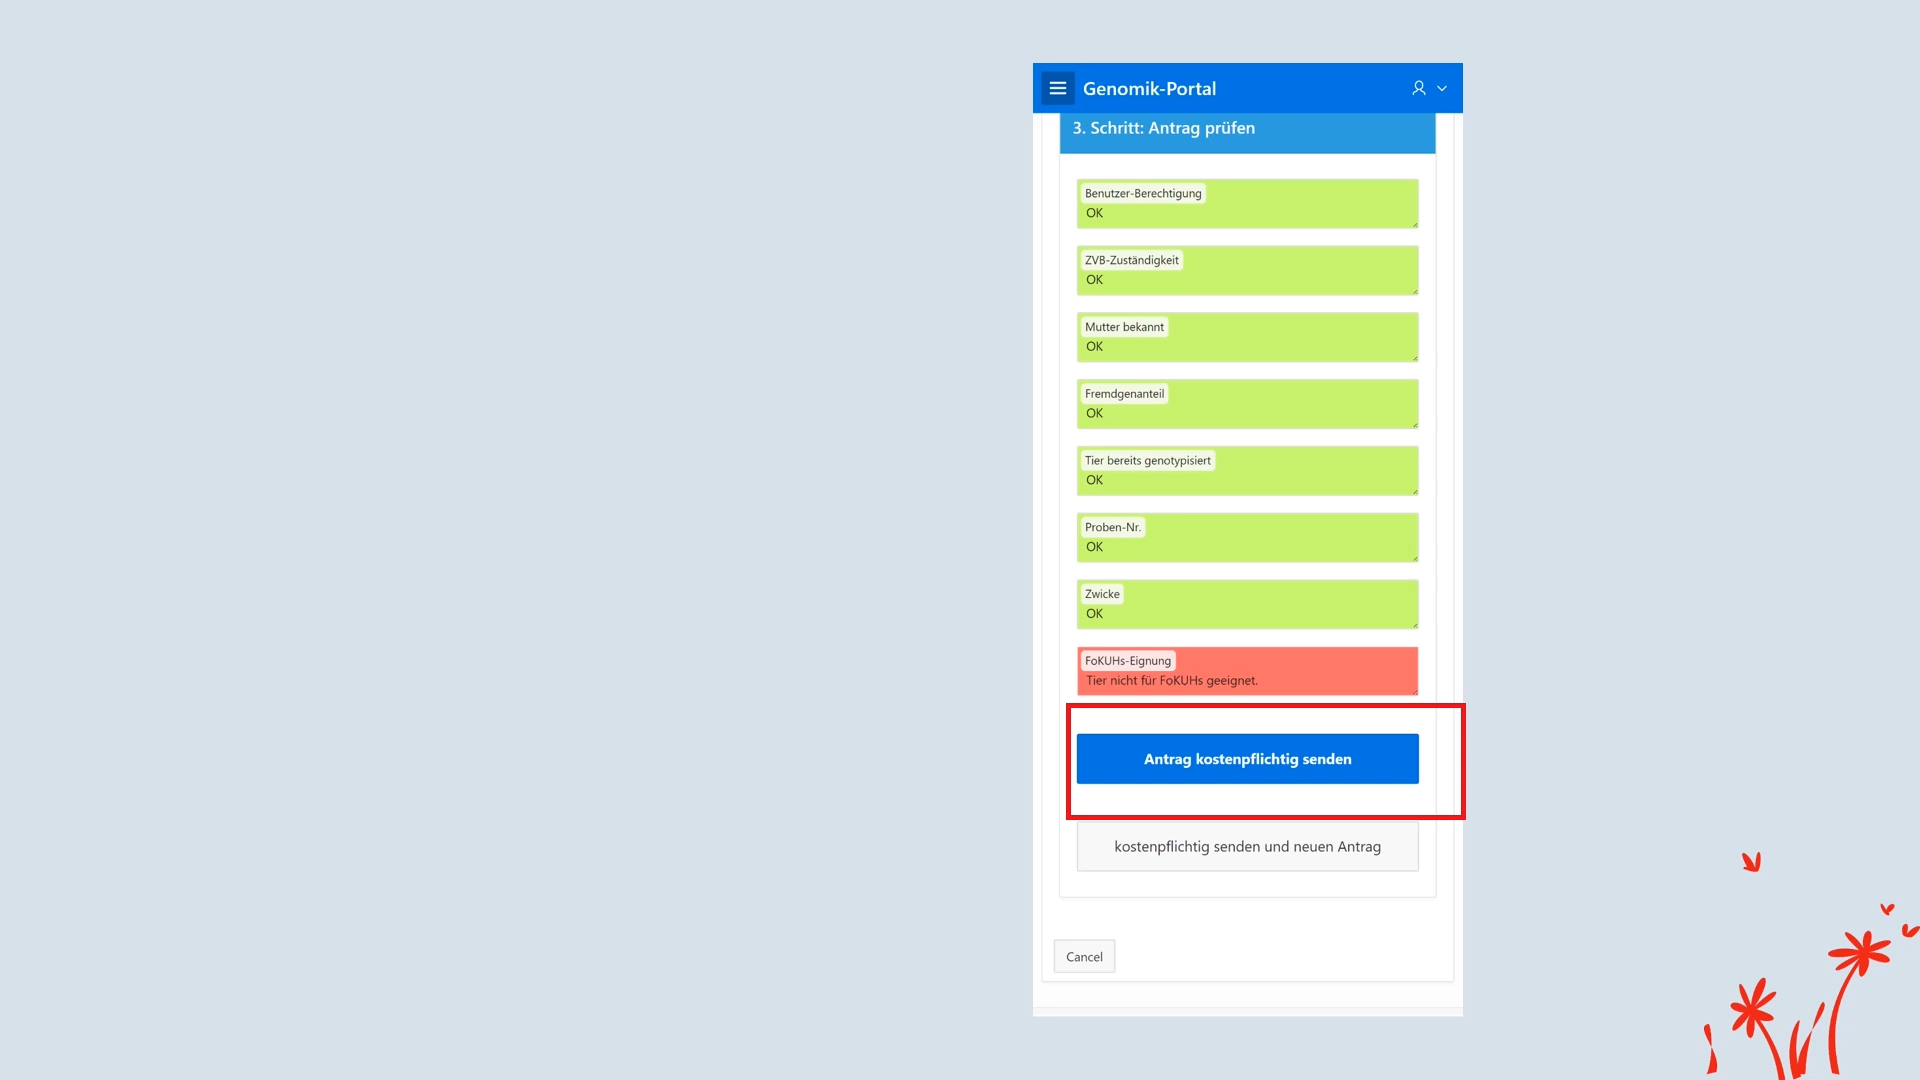 Genomik-Portal
3. Schritt: Antrag prüfen
Benutzer-Berechtigung
OK
ZVB-Zuständigkeit
OK
Mutter bekannt
OK
Fremdgenanteil
OK
Tier bereits genotypisiert
OK
Proben-Nr.
OK
Zwicke
OK
FoKUHs-Eignung
Tier nicht für FoKUHs geeignet.
Antrag kostenpflichtig senden
kostenpflichtig senden und neuen Antrag
Cancel